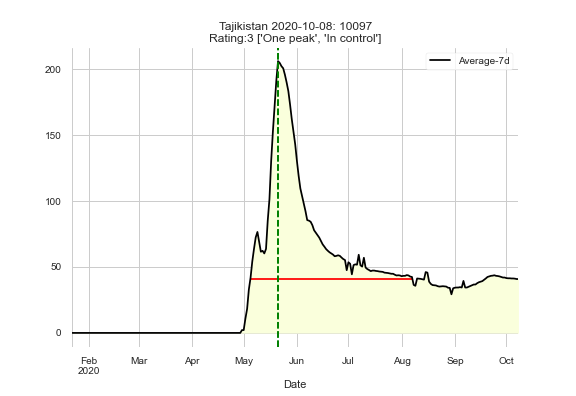 Tajikistan 2020-10-08: 10097
Rating:3 ['One peak', 'In control']
Average-7d
200
150
100
50
0
Feb Mar Apr May Jun Jul Aug Sep Oct
2020
Date